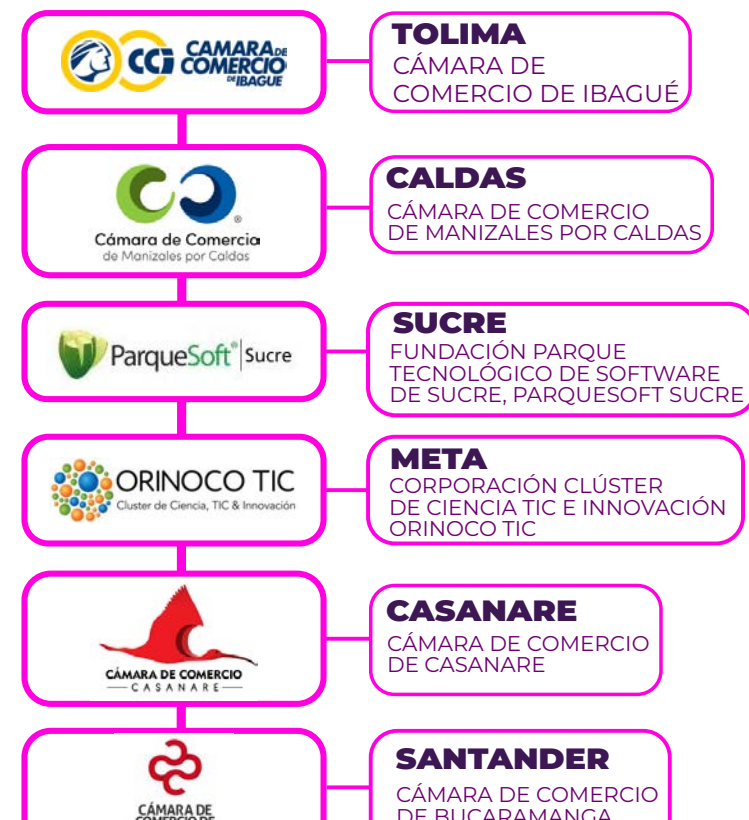 CCI CAMARA DE
COMERCIO
DE IBAGUE
TOLIMA
CÁMARA DE
COMERCIO DE IBAGUÉ
Cámara de Comercia
de Manizales por Caldas
®
CALDAS
CÁMARA DE COMERCIO
DE MANIZALES POR CALDAS
ParqueSoft® Sucre
SUCRE
FUNDACIÓN PARQUE
TECNOLÓGICO DE SOFTWARE
DE SUCRE, PARQUESOFT SUCRE
ORINOCO TIC
Cluster de Ciencia, TIC & Innovación
META
CORPORACIÓN CLÚSTER
DE CIENCIA TIC E INNOVACIÓN
ORINOCO TIC
CÁMARA DE COMERCIO
CASANARE
CASANARE
CÁMARA DE COMERCIO
DE CASANARE
CÁMARA DE
COMERCIO DE
SANTANDER
CÁMARA DE COMERCIO
DE BUCARAMANGA